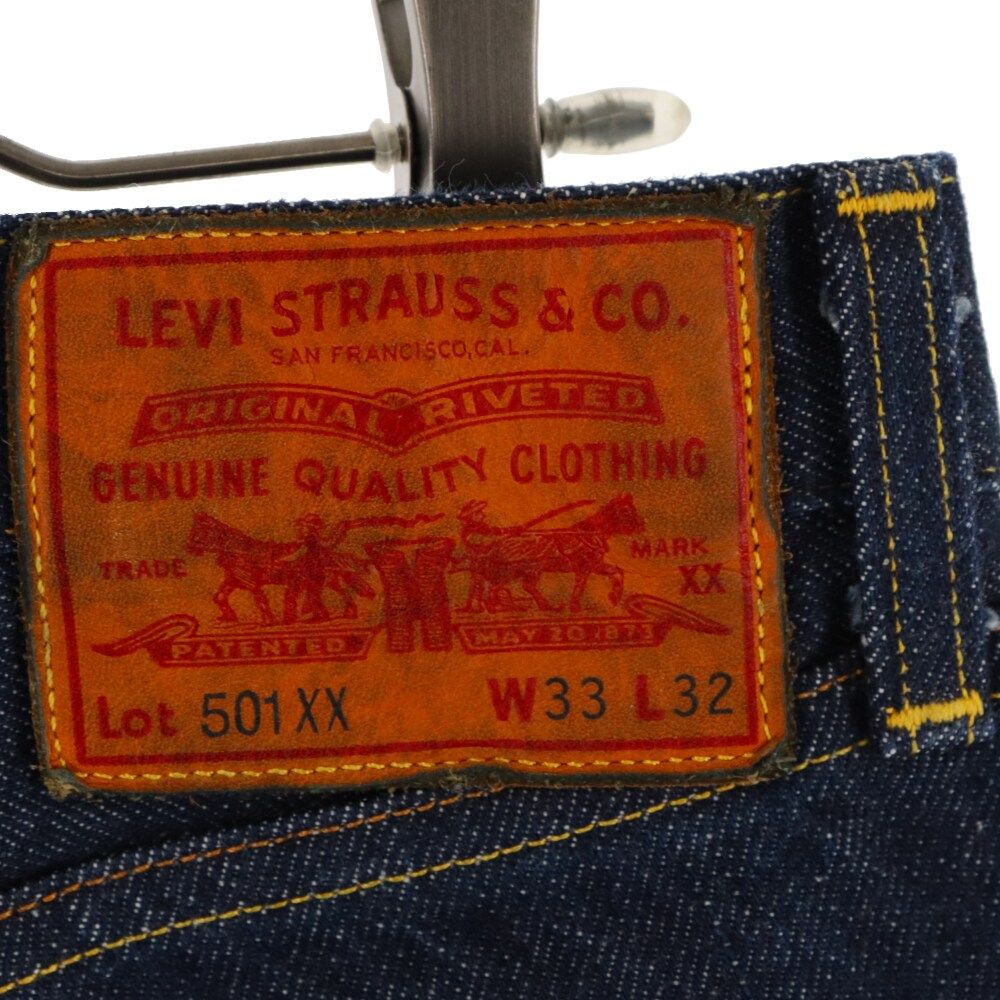 LEVI STRAUSS & CO.
SAN FRANCISCO, CAL.
ORIGINAL RIVETED
GENUINE QUALITY CLOTHING
TRADE MARK
XX
PATENTED MAY 20 1873
Lot 501XX W33 L32